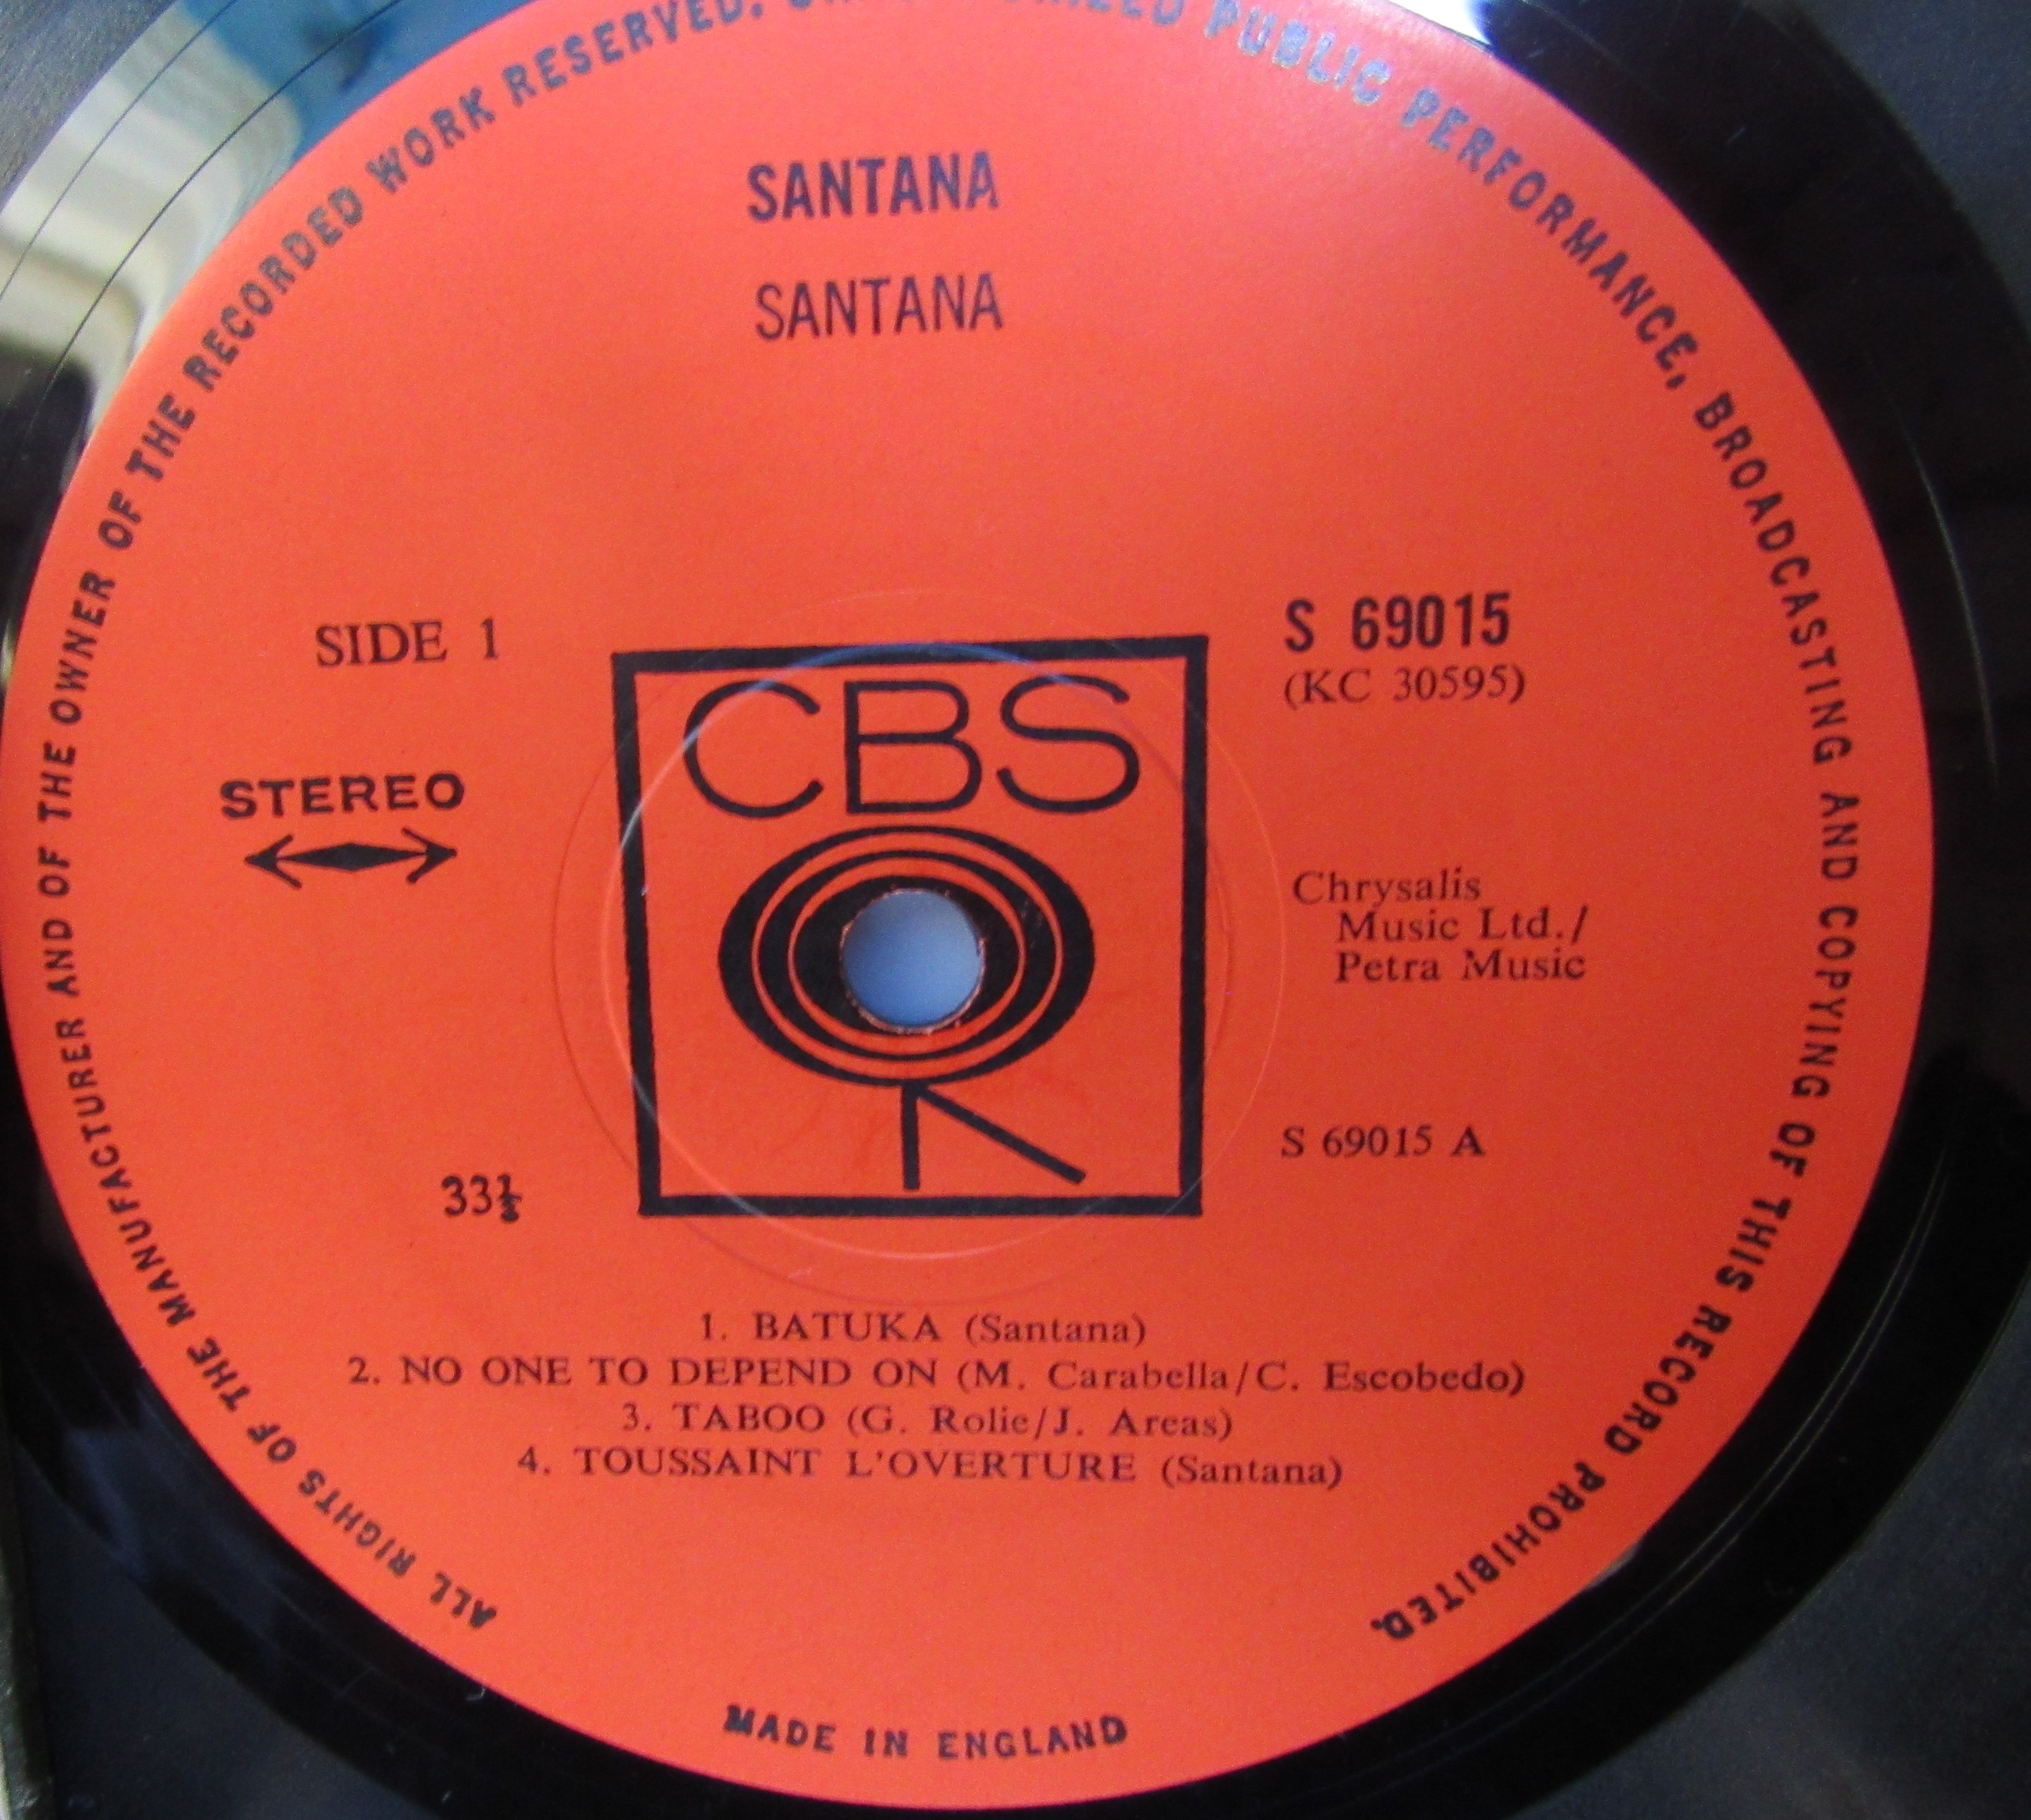 ALL RIGHTS OF THE MANUFACTURER AND OF THE OWNER OF THE RECORDED WORK RESERVED. PUBLIC PERFORMANCE, BROADCASTING AND COPYING OF THIS RECORD PROHIBITED.
SANTANA
SANTANA
SIDE 1
S 69015
(KC 30595)
STEREO
CBS
Chrysalis
Music Ltd./
Petra Music
S 69015 A
33⅓
1. BATUKA (Santana)
2. NO ONE TO DEPEND ON (M. Carabella/C. Escobedo)
3. TABOO (G. Rolie/J. Areas)
4. TOUSSAINT L'OVERTURE (Santana)
MADE IN ENGLAND